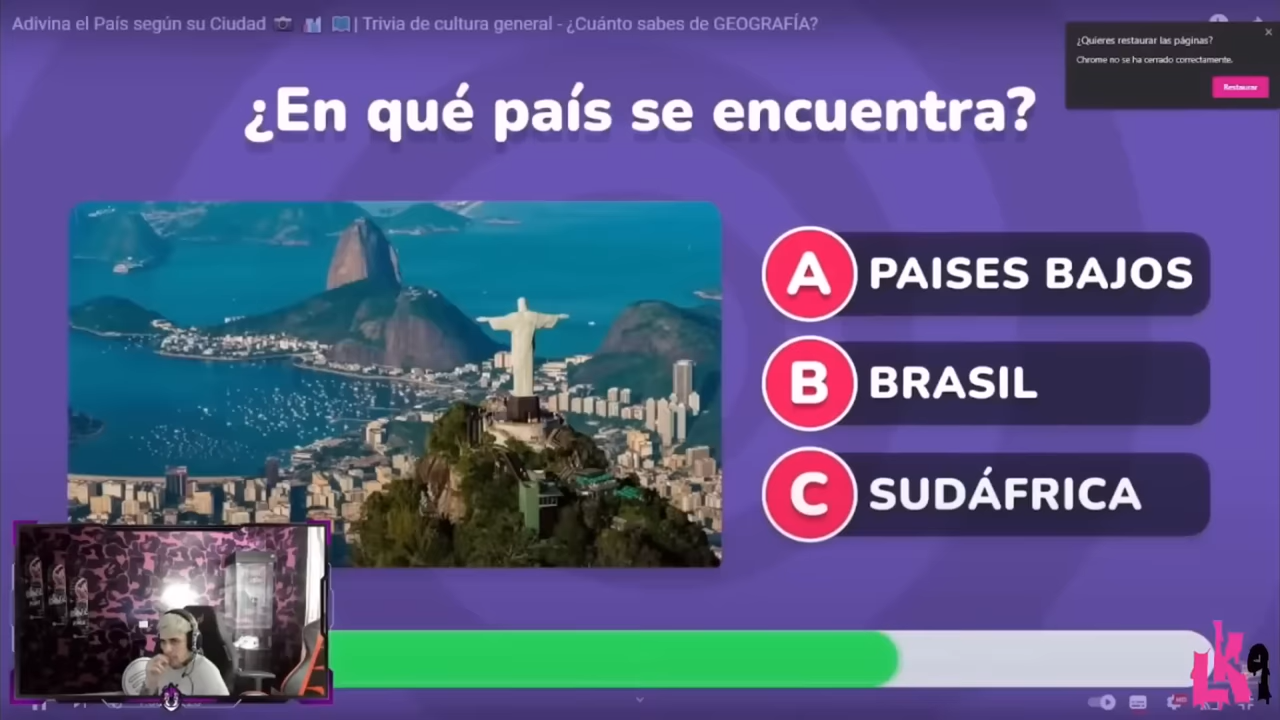 Adivina el País según su Ciudad | Trivia de cultura general - ¿Cuánto sabes de GEOGRAFÍA?
¿Quieres restaurar las páginas?
Chrome no se ha cerrado correctamente.
Restaurar
¿En qué país se encuentra?
A PAISES BAJOS
B BRASIL
C SUDÁFRICA
LK9